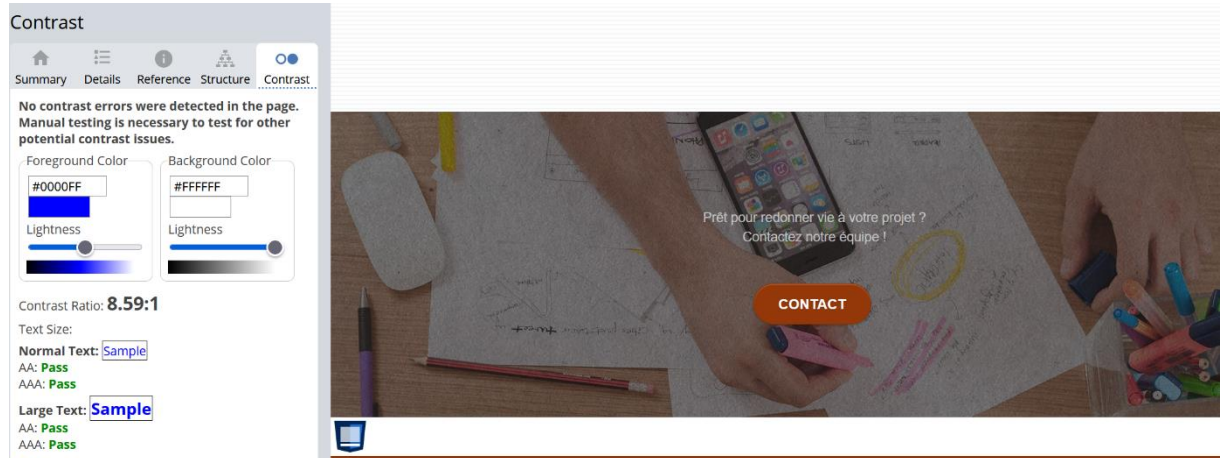 Contrast
Summary
Details
Reference
Structure
Contrast
No contrast errors were detected in the page.
Manual testing is necessary to test for other
potential contrast issues.
Foreground Color
#0000FF
Lightness
Background Color
#FFFFFF
Lightness
Contrast Ratio: 8.59:1
Text Size:
Normal Text: Sample
AA: Pass
AAA: Pass
Large Text: Sample
AA: Pass
AAA: Pass
Prêt pour redonner vie à votre projet ?
Contactez notre équipe !
CONTACT